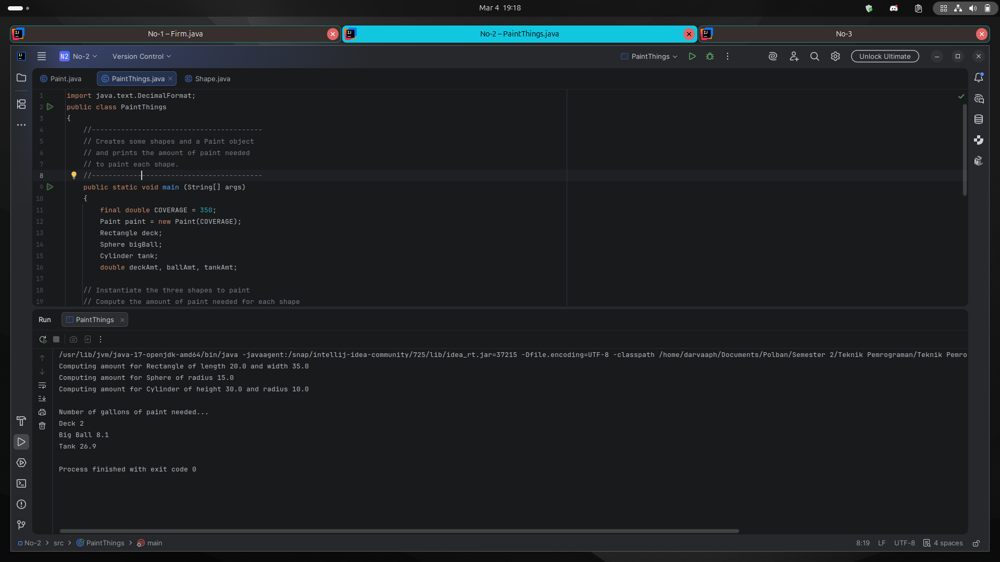 Mar 4 19:18
No-1 – Firm.java
No-2 – PaintThings.java
No-3
N2 No-2
Version Control
PaintThings
Unlock Ultimate
Paint.java
PaintThings.java
Shape.java
1 import java.text.DecimalFormat;
2 public class PaintThings
3 {
4 //-----------------------------------------
5 // Creates some shapes and a Paint object
6 // and prints the amount of paint needed
7 // to paint each shape.
8 //-----------------------------------------
9 public static void main (String[] args)
10 {
11 final double COVERAGE = 350;
12 Paint paint = new Paint(COVERAGE);
13 Rectangle deck;
14 Sphere bigBall;
15 Cylinder tank;
16 double deckAmt, ballAmt, tankAmt;
17
18 // Instantiate the three shapes to paint
19 // Compute the amount of paint needed for each shape
Run
PaintThings
/usr/lib/jvm/java-17-openjdk-amd64/bin/java -javaagent:/snap/intellij-idea-community/725/lib/idea_rt.jar=37215 -Dfile.encoding=UTF-8 -classpath /home/darvaaph/Documents/Polban/Semester 2/Teknik Pemrograman/Teknik Pemro
Computing amount for Rectangle of length 20.0 and width 35.0
Computing amount for Sphere of radius 15.0
Computing amount for Cylinder of height 30.0 and radius 10.0
Number of gallons of paint needed...
Deck 2
Big Ball 8.1
Tank 26.9
Process finished with exit code 0
No-2 > src > PaintThings > main
8:19 LF UTF-8 4 spaces